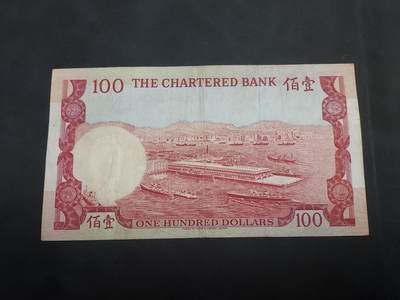 100 THE CHARTERED BANK 佰壹
佰壹 ONE HUNDRED DOLLARS 100